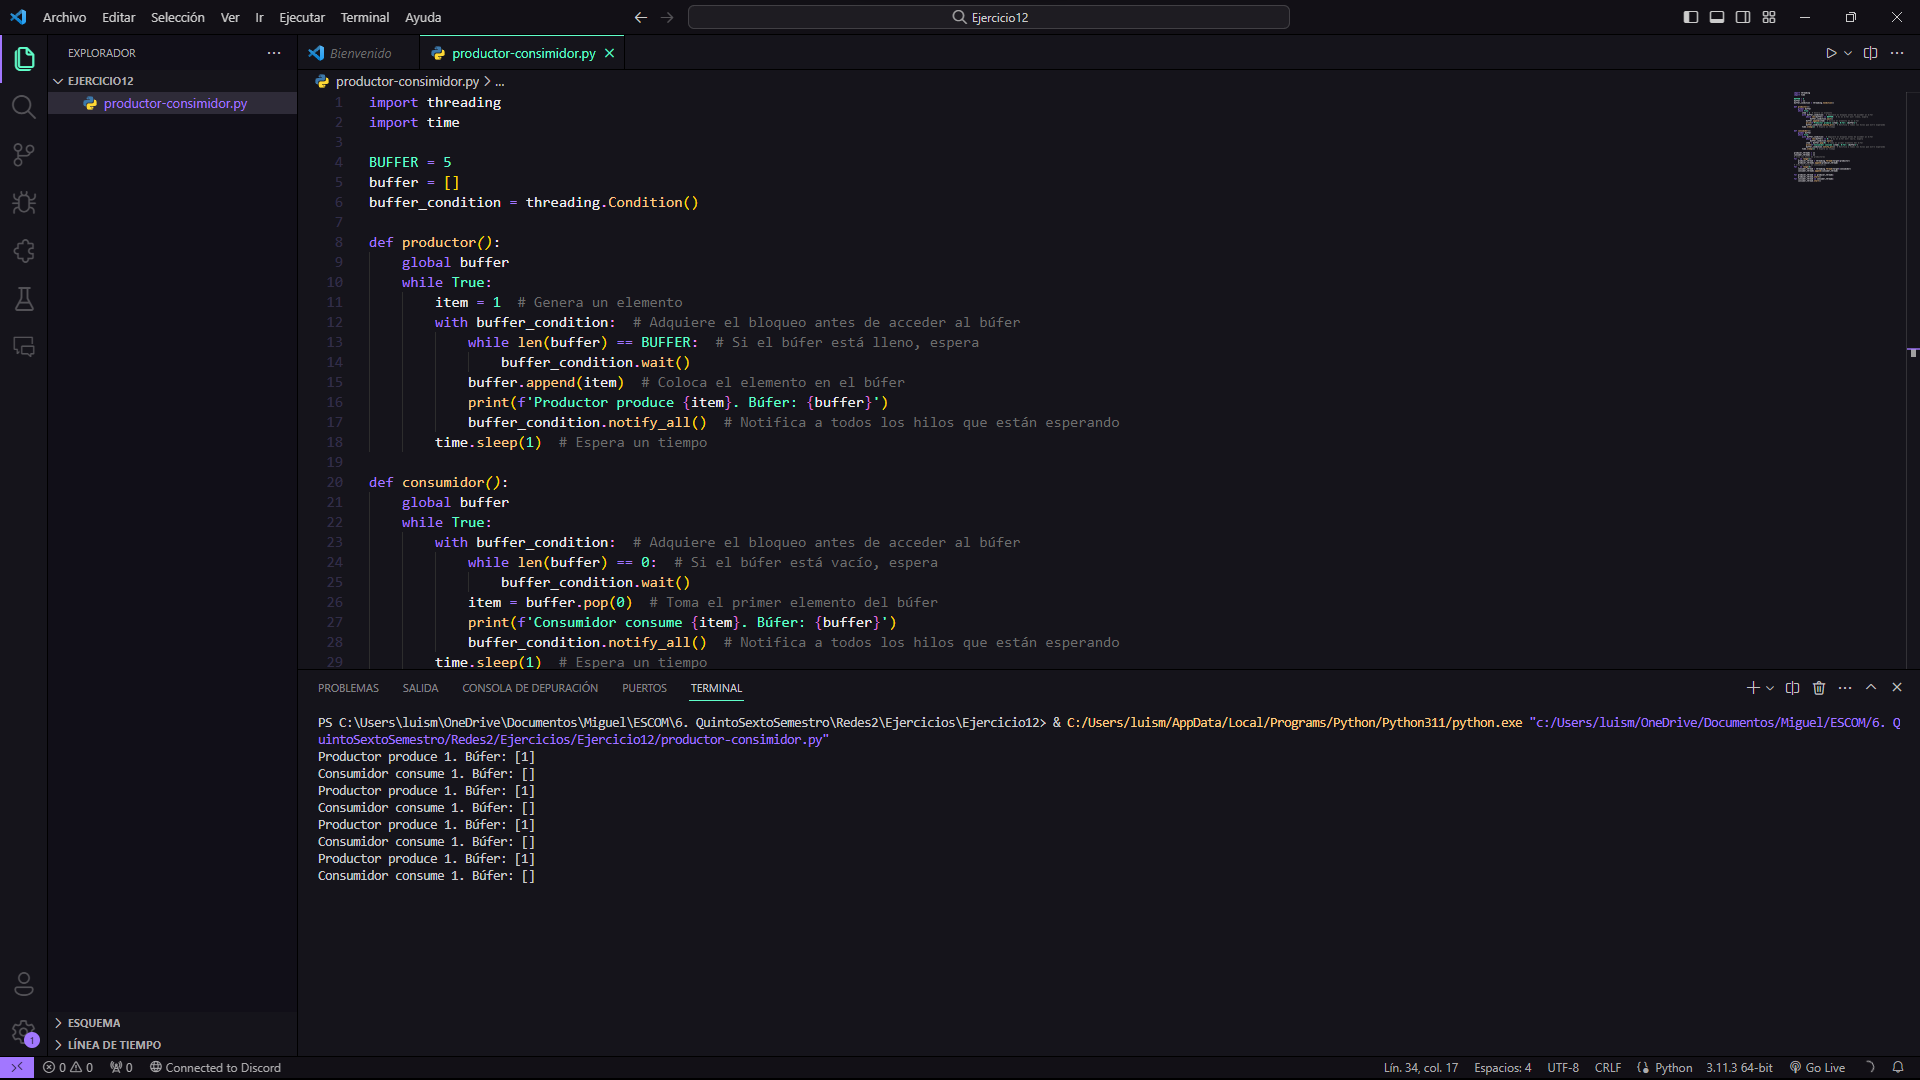 Archivo Editar Selección Ver Ir Ejecutar Terminal Ayuda
Ejercicio12
EXPLORADOR
Bienvenido
productor-consimidor.py
EJERCICIO12
productor-consimidor.py
productor-consimidor.py > ...
1 import threading
2 import time
3
4 BUFFER = 5
5 buffer = []
6 buffer_condition = threading.Condition()
7
8 def productor():
9 global buffer
10 while True:
11 item = 1  # Genera un elemento
12 with buffer_condition:  # Adquiere el bloqueo antes de acceder al búfer
13 while len(buffer) == BUFFER:  # Si el búfer está lleno, espera
14 buffer_condition.wait()
15 buffer.append(item)  # Coloca el elemento en el búfer
16 print(f'Productor produce {item}. Búfer: {buffer}')
17 buffer_condition.notify_all()  # Notifica a todos los hilos que están esperando
18 time.sleep(1)  # Espera un tiempo
19
20 def consumidor():
21 global buffer
22 while True:
23 with buffer_condition:  # Adquiere el bloqueo antes de acceder al búfer
24 while len(buffer) == 0:  # Si el búfer está vacío, espera
25 buffer_condition.wait()
26 item = buffer.pop(0)  # Toma el primer elemento del búfer
27 print(f'Consumidor consume {item}. Búfer: {buffer}')
28 buffer_condition.notify_all()  # Notifica a todos los hilos que están esperando
29 time.sleep(1)  # Espera un tiempo
PROBLEMAS SALIDA CONSOLA DE DEPURACIÓN PUERTOS TERMINAL
PS C:\Users\luism\OneDrive\Documentos\Miguel\ESCOM\6. QuintoSextoSemestro\Redes2\Ejercicios\Ejercicio12> & C:/Users/luism/AppData/Local/Programs/Python/Python311/python.exe "c:/Users/luism/OneDrive/Documentos/Miguel/ESCOM/6. Q
uintoSextoSemestro/Redes2/Ejercicios/Ejercicio12/productor-consimidor.py"
Productor produce 1. Búfer: [1]
Consumidor consume 1. Búfer: []
Productor produce 1. Búfer: [1]
Consumidor consume 1. Búfer: []
Productor produce 1. Búfer: [1]
Consumidor consume 1. Búfer: []
Productor produce 1. Búfer: [1]
Consumidor consume 1. Búfer: []
ESQUEMA
LÍNEA DE TIEMPO
1
0 0 0 Connected to Discord Lín. 34, col. 17 Espacios: 4 UTF-8 CRLF Python 3.11.3 64-bit Go Live